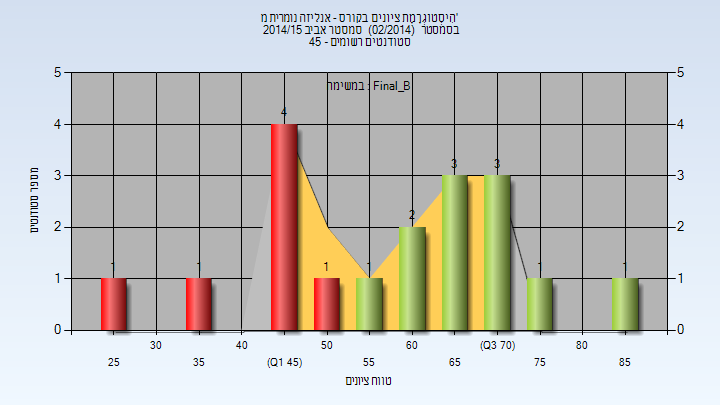 היסטוגרמת ציונים בקורס - אנליזה נומרית מ'
בסמסטר (02/2014) סמסטר אביב 2014/15
סטודנטים רשומים - 45
במשימה : Final_B
מספר סטודנטים
5 5
4 4
3 3
2 2
1 1
0 0
1 1 4 1 1 2 3 3 1 1
30 40 50 60 (Q3 70) 80
25 35 (Q1 45) 55 65 75 85
טווח ציונים